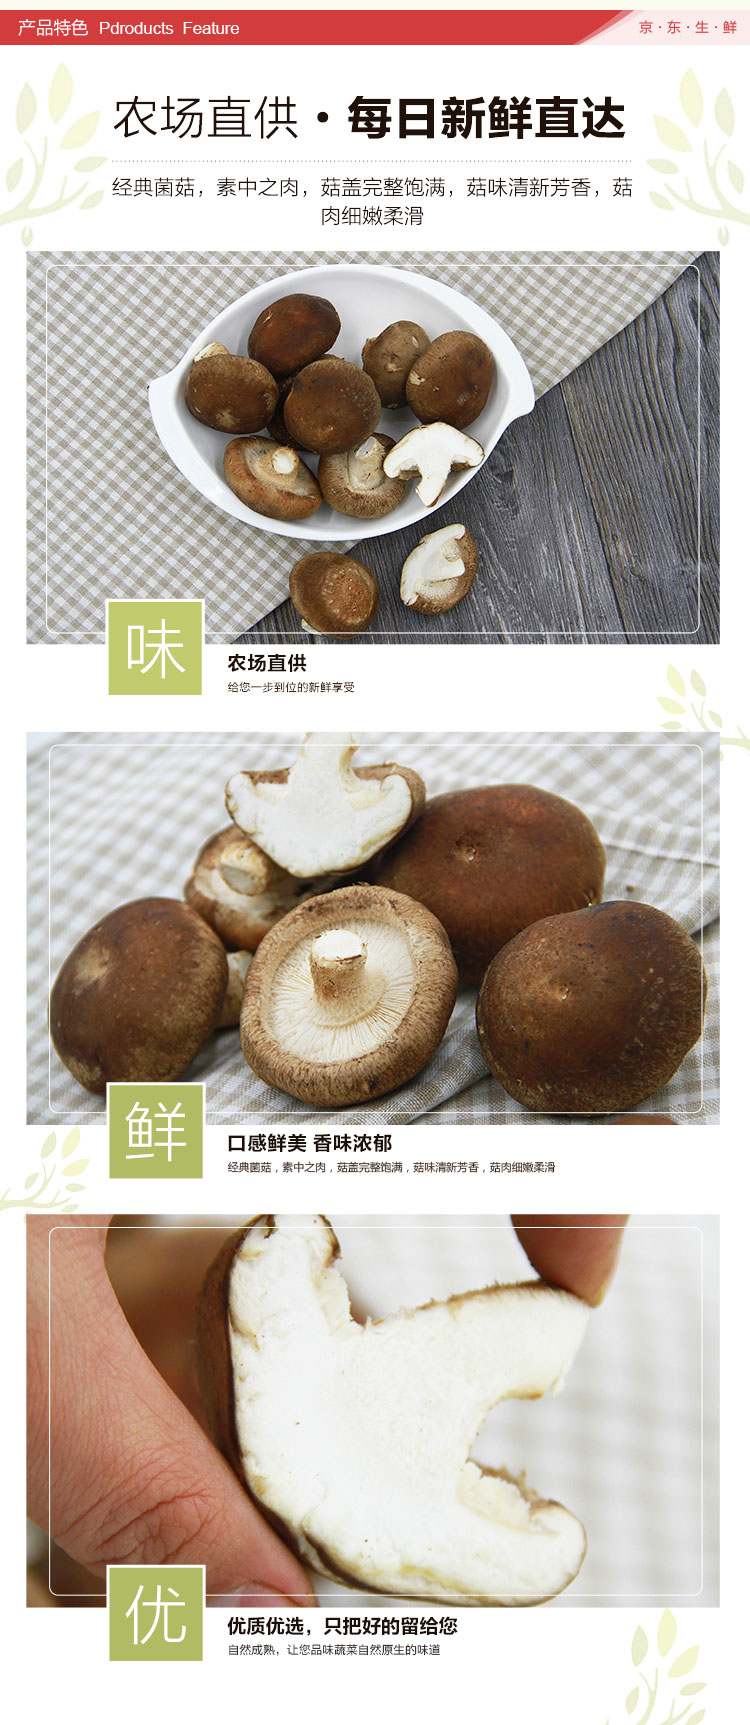 产品特色 Pdroducts Feature
京·东·生·鲜
农场直供·每日新鲜直达
经典菌菇，素中之肉，菇盖完整饱满，菇味清新芳香，菇
肉细嫩柔滑
味
农场直供
给您一步到位的新鲜享受
鲜
口感鲜美 香味浓郁
经典菌菇，素中之肉，菇盖完整饱满，菇味清新芳香，菇肉细嫩柔滑
优
优质优选，只把好的留给您
自然成熟，让您品味蔬菜自然原生的味道